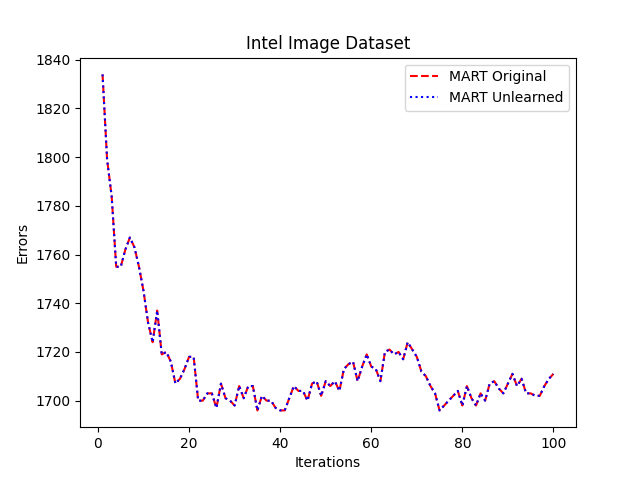 Intel Image Dataset
MART Original
MART Unlearned
Errors
1840
1820
1800
1780
1760
1740
1720
1700
0 20 40 60 80 100
Iterations